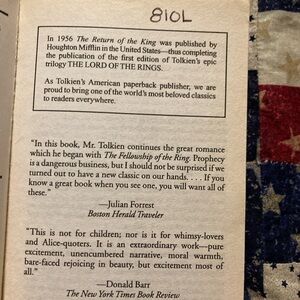 810L
In 1956 The Return of the King was published by
Houghton Mifflin in the United States—thus completing
the publication of the first edition of Tolkien's epic
trilogy THE LORD OF THE RINGS.
As Tolkien's American paperback publisher, we are
proud to bring one of the world's most beloved classics
to readers everywhere.
"In this book, Mr. Tolkien continues the great romance
which he began with The Fellowship of the Ring. Prophecy
is a dangerous business, but I should not be surprised if we
turned out to have a new classic on our hands. . . . If you
know a great book when you see one, you will want all of
these."
—Julian Forrest
Boston Herald Traveler
"This is not for children; nor is it for whimsy-lovers
and Alice-quoters. It is an extraordinary work—pure
excitement, unencumbered narrative, moral warmth,
bare-faced rejoicing in beauty, but excitement most of
all."
—Donald Barr
The New York Times Book Review